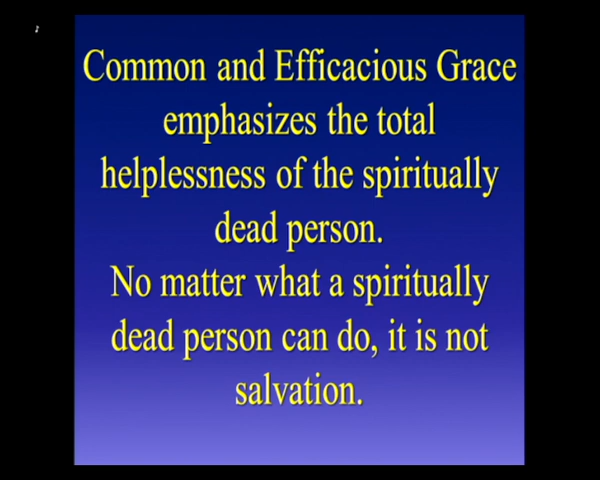 Common and Efficacious Grace
emphasizes the total
helplessness of the spiritually
dead person.
No matter what a spiritually
dead person can do, it is not
salvation.